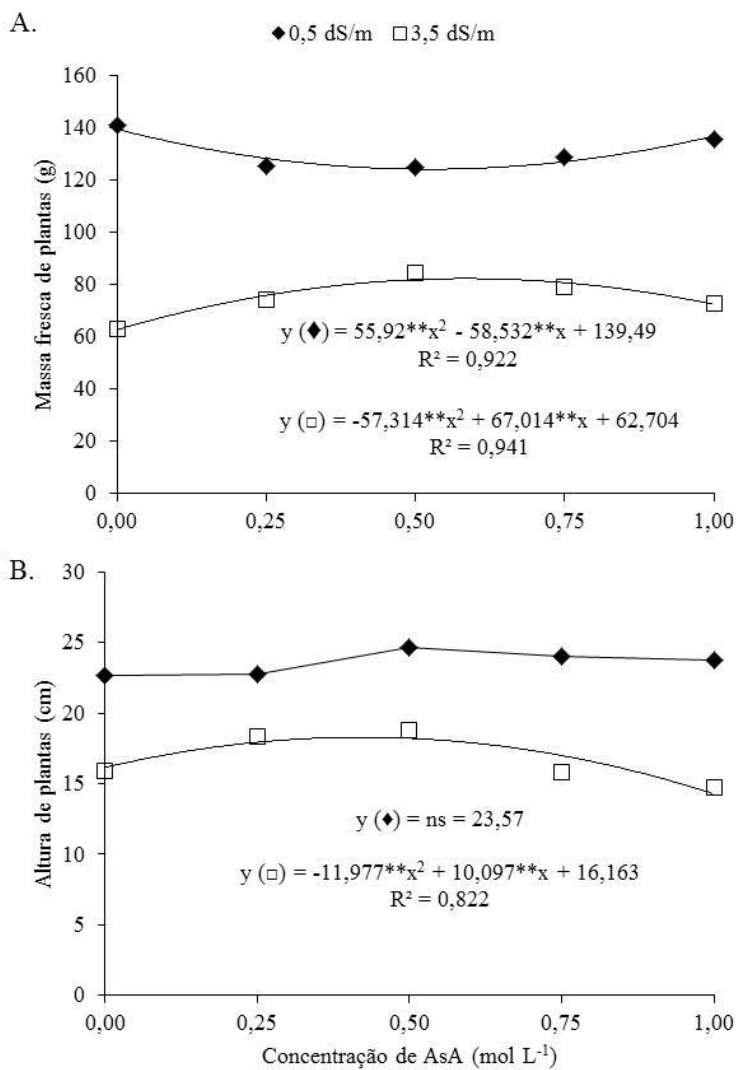 A.
◆0,5 dS/m □3,5 dS/m
Massa fresca de plantas (g)
160
140
120
100
80
60
40
20
0
y (◆) = 55,92**x² - 58,532**x + 139,49
R² = 0,922
y (□) = -57,314**x² + 67,014**x + 62,704
R² = 0,941
0,00 0,25 0,50 0,75 1,00
B.
Altura de plantas (cm)
30
25
20
15
10
5
0
y (◆) = ns = 23,57
y (□) = -11,977**x² + 10,097**x + 16,163
R² = 0,822
0,00 0,25 0,50 0,75 1,00
Concentração de AsA (mol L⁻¹)